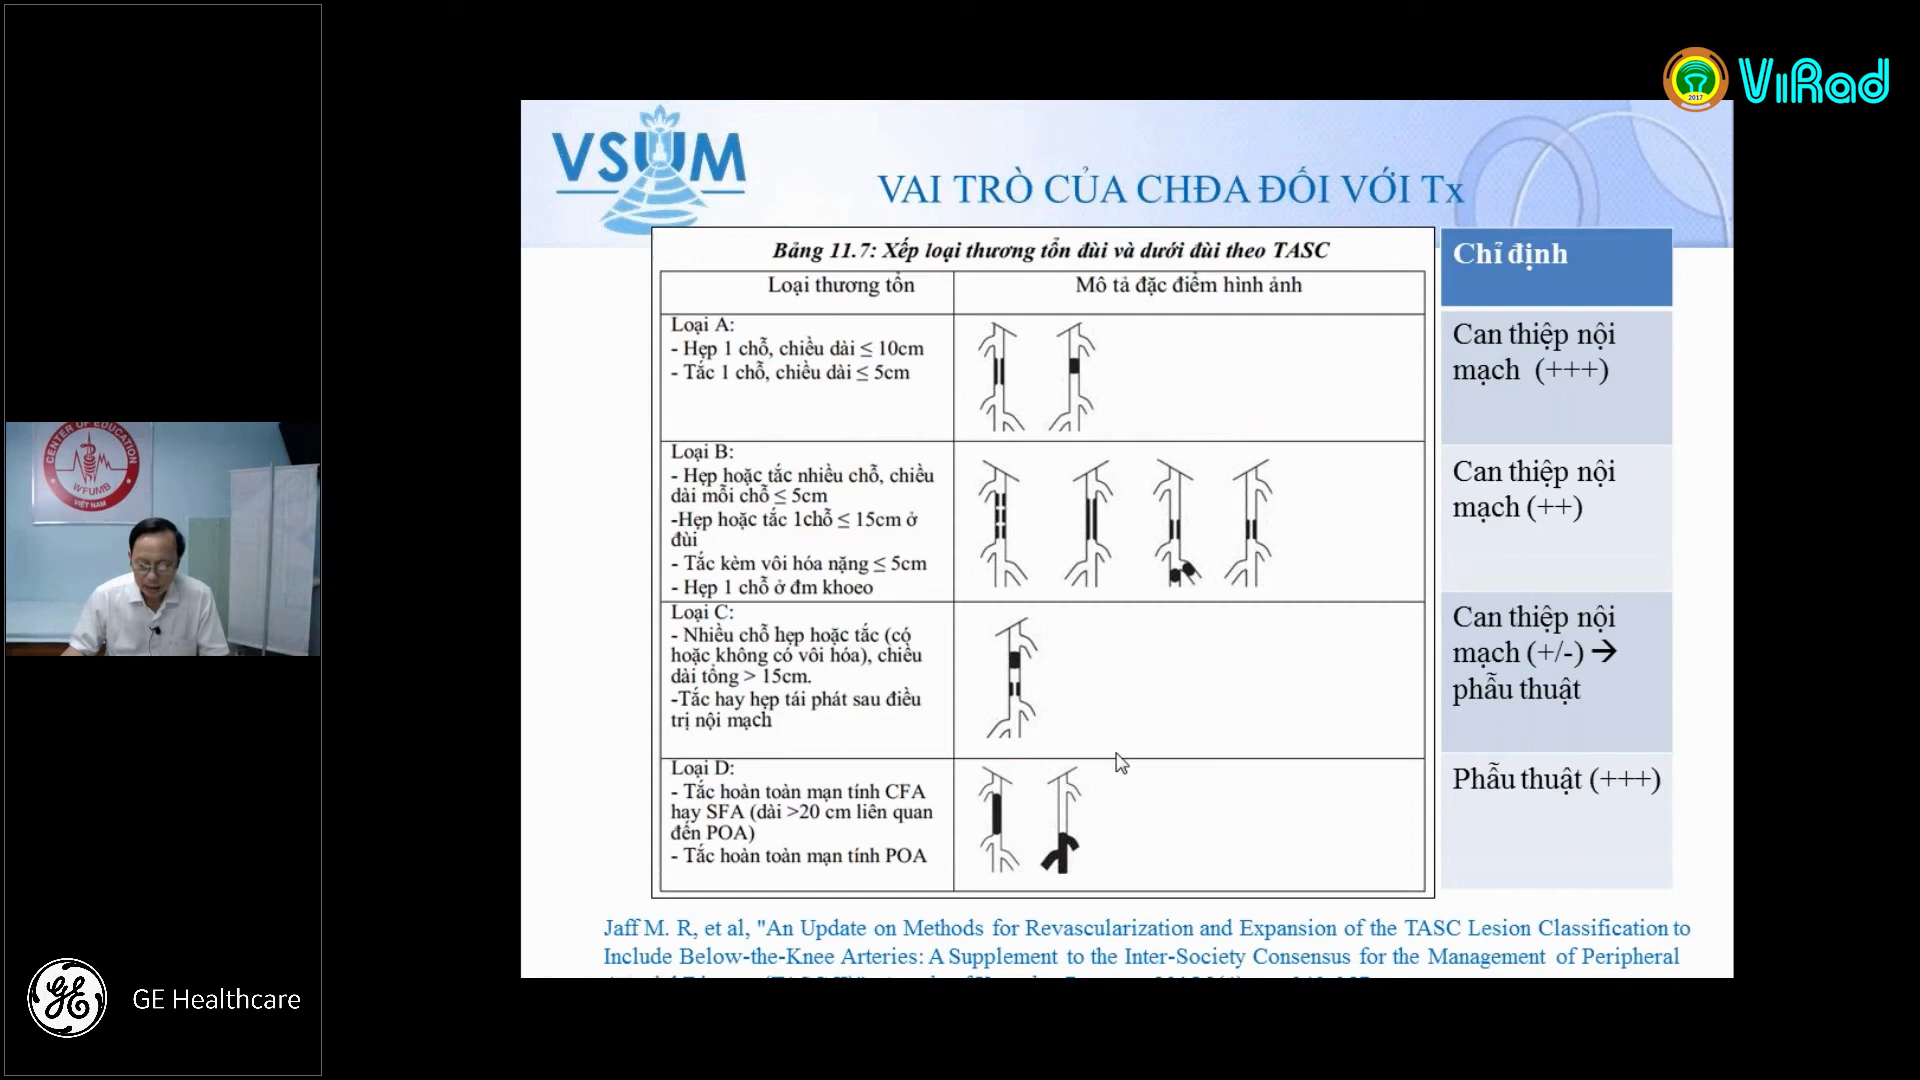 ViRad
2017
VSUM
VAI TRÒ CỦA CHĐA ĐỐI VỚI Tx
Bảng 11.7: Xếp loại thương tổn đùi và dưới đùi theo TASC
Loại thương tổn
Mô tả đặc điểm hình ảnh
Chỉ định
Loại A:
- Hẹp 1 chỗ, chiều dài ≤ 10cm
- Tắc 1 chỗ, chiều dài ≤ 5cm
Can thiệp nội
mạch (+++)
Loại B:
- Hẹp hoặc tắc nhiều chỗ, chiều
dài mỗi chỗ ≤ 5cm
-Hẹp hoặc tắc 1chỗ ≤ 15cm ở
đùi
- Tắc kèm vôi hóa nặng ≤ 5cm
- Hẹp 1 chỗ ở đm khoeo
Can thiệp nội
mạch (++)
Loại C:
- Nhiều chỗ hẹp hoặc tắc (có
hoặc không có vôi hóa), chiều
dài tổng > 15cm.
-Tắc hay hẹp tái phát sau điều
trị nội mạch
Can thiệp nội
mạch (+/-) →
phẫu thuật
Loại D:
- Tắc hoàn toàn mạn tính CFA
hay SFA (dài >20 cm liên quan
đến POA)
- Tắc hoàn toàn mạn tính POA
Phẫu thuật (+++)
Jaff M. R, et al, "An Update on Methods for Revascularization and Expansion of the TASC Lesion Classification to
Include Below-the-Knee Arteries: A Supplement to the Inter-Society Consensus for the Management of Peripheral
CENTER OF EDUCATION
WFUMB
VIỆT NAM
GE Healthcare